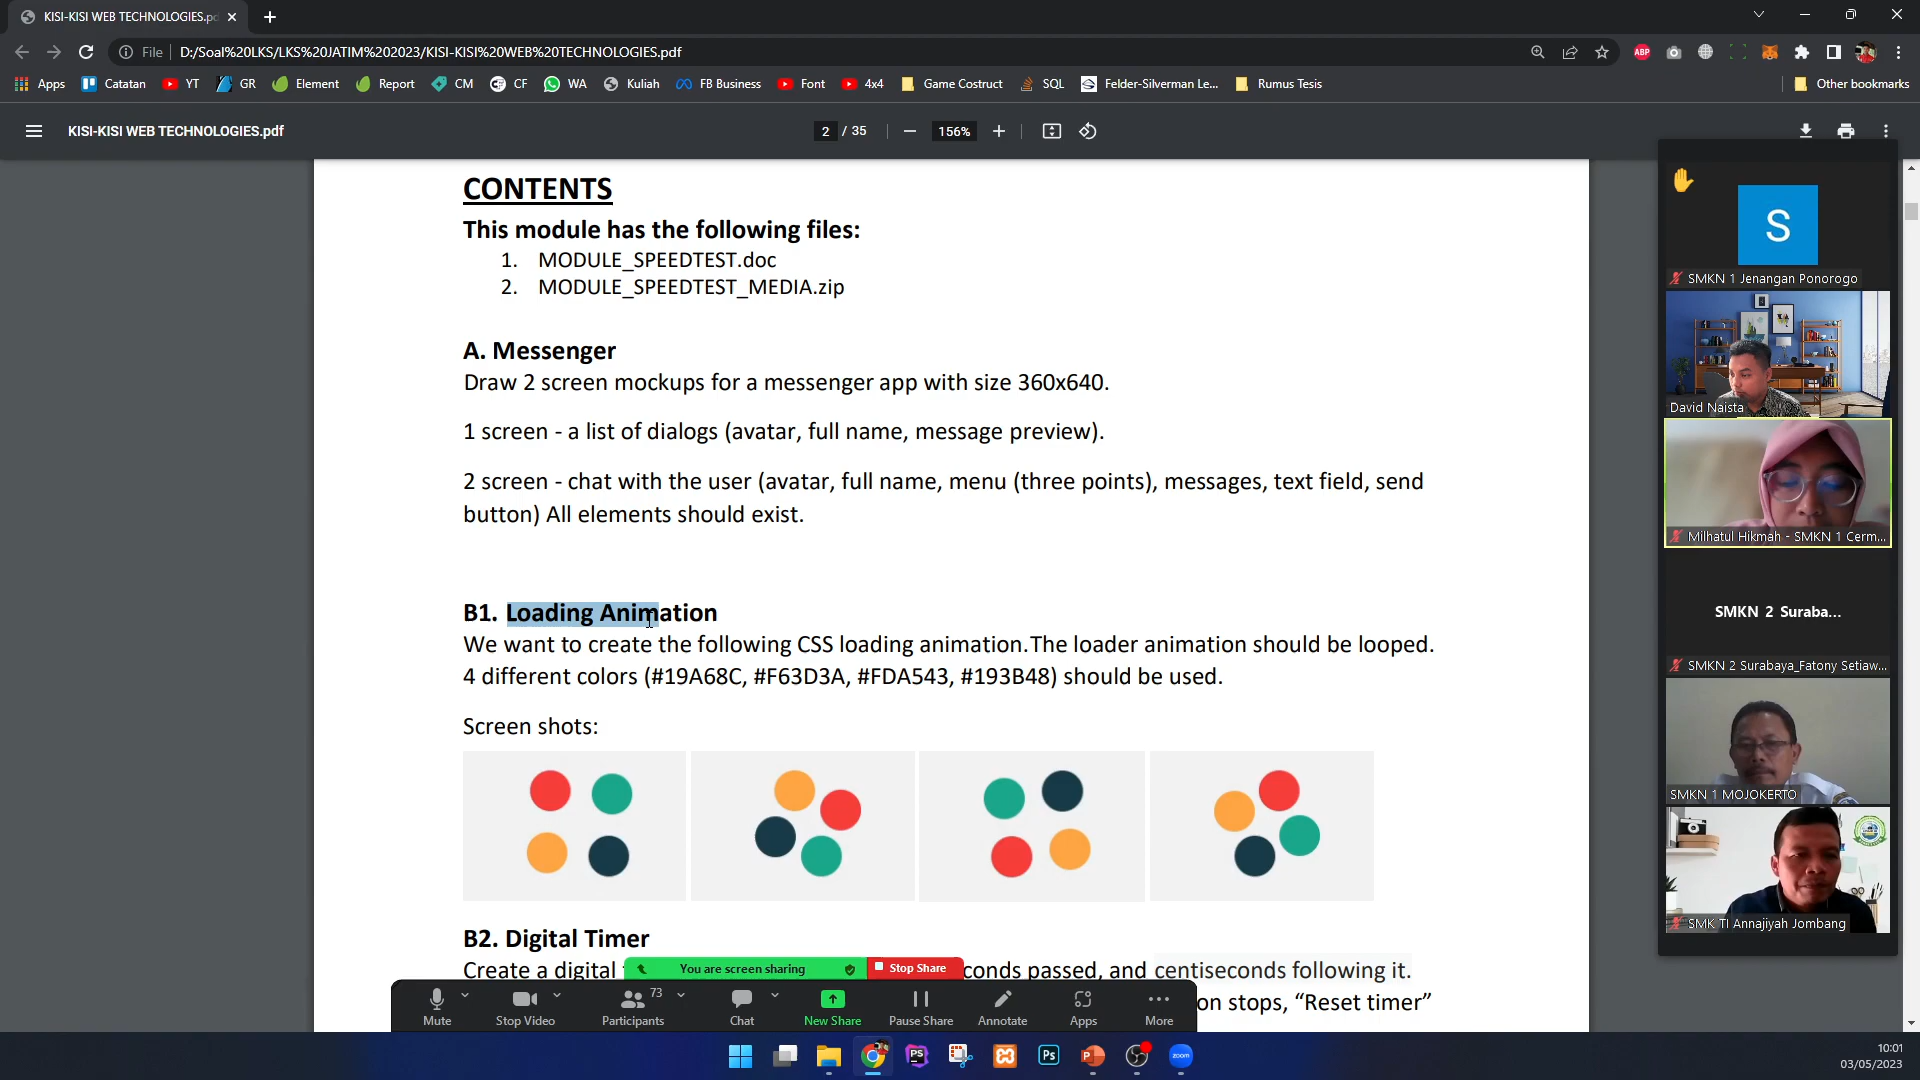 KISI-KISI WEB TECHNOLOGIES.pd
File
D:/Soal%20LKS/LKS%20JATIM%202023/KISI-KISI%20WEB%20TECHNOLOGIES.pdf
ABP
Apps Catatan YT GR Element Report CM CF WA Kuliah FB Business Font 4x4 Game Costruct SQL Felder-Silverman Le... Rumus Tesis Other bookmarks
KISI-KISI WEB TECHNOLOGIES.pdf
2 / 35
156%
CONTENTS
This module has the following files:
1. MODULE_SPEEDTEST.doc
2. MODULE_SPEEDTEST_MEDIA.zip
A. Messenger
Draw 2 screen mockups for a messenger app with size 360x640.
1 screen - a list of dialogs (avatar, full name, message preview).
2 screen - chat with the user (avatar, full name, menu (three points), messages, text field, send
button) All elements should exist.
B1. Loading Animation
We want to create the following CSS loading animation.The loader animation should be looped.
4 different colors (#19A68C, #F63D3A, #FDA543, #193B48) should be used.
Screen shots:
B2. Digital Timer
Create a digital
conds passed, and centiseconds following it.
on stops, “Reset timer”
You are screen sharing
Stop Share
Mute
Stop Video
73
Participants
Chat
New Share
Pause Share
Annotate
Apps
More
S
SMKN 1 Jenangan Ponorogo
David Naista
Milhatul Hikmah - SMKN 1 Cerm...
SMKN 2 Suraba...
SMKN 2 Surabaya_Fatony Setiaw...
SMKN 1 MOJOKERTO
SMK TI Annajiyah Jombang
PS
Ps
P
zoom
10:01
03/05/2023